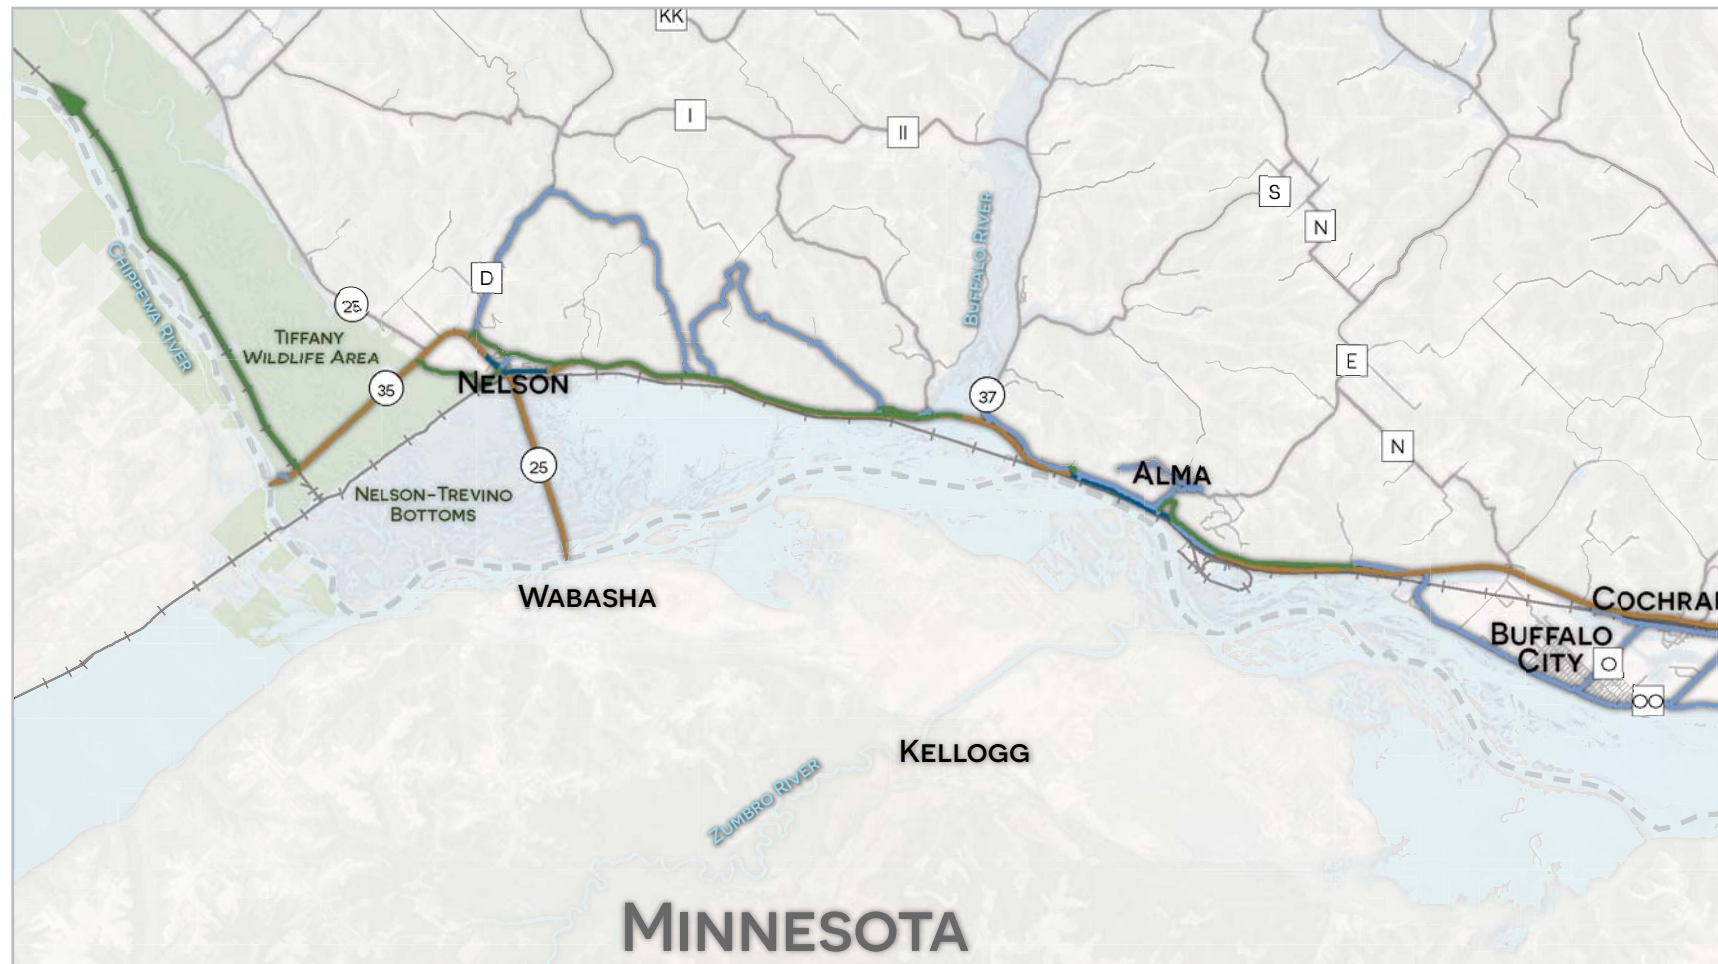 KK
I
II
S
N
BUFFALO RIVER
CHIPPEWA RIVER
D
25
TIFFANY
WILDLIFE AREA
35
NELSON
E
37
N
25
ALMA
NELSON-TREVINO
BOTTOMS
WABASHA
COCHRA
BUFFALO
CITY
O
OO
KELLOGG
ZUMBRO RIVER
MINNESOTA